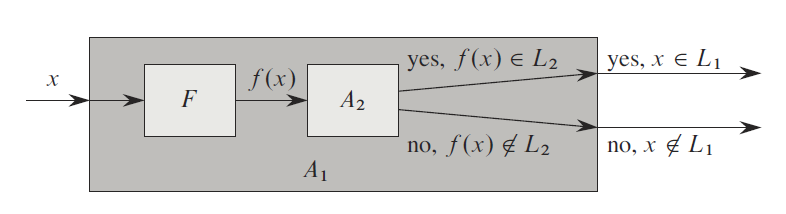 yes, f(x) ∈ L₂
yes, x ∈ L₁
x
f(x)
F
A₂
no, f(x) ∉ L₂
no, x ∉ L₁
A₁